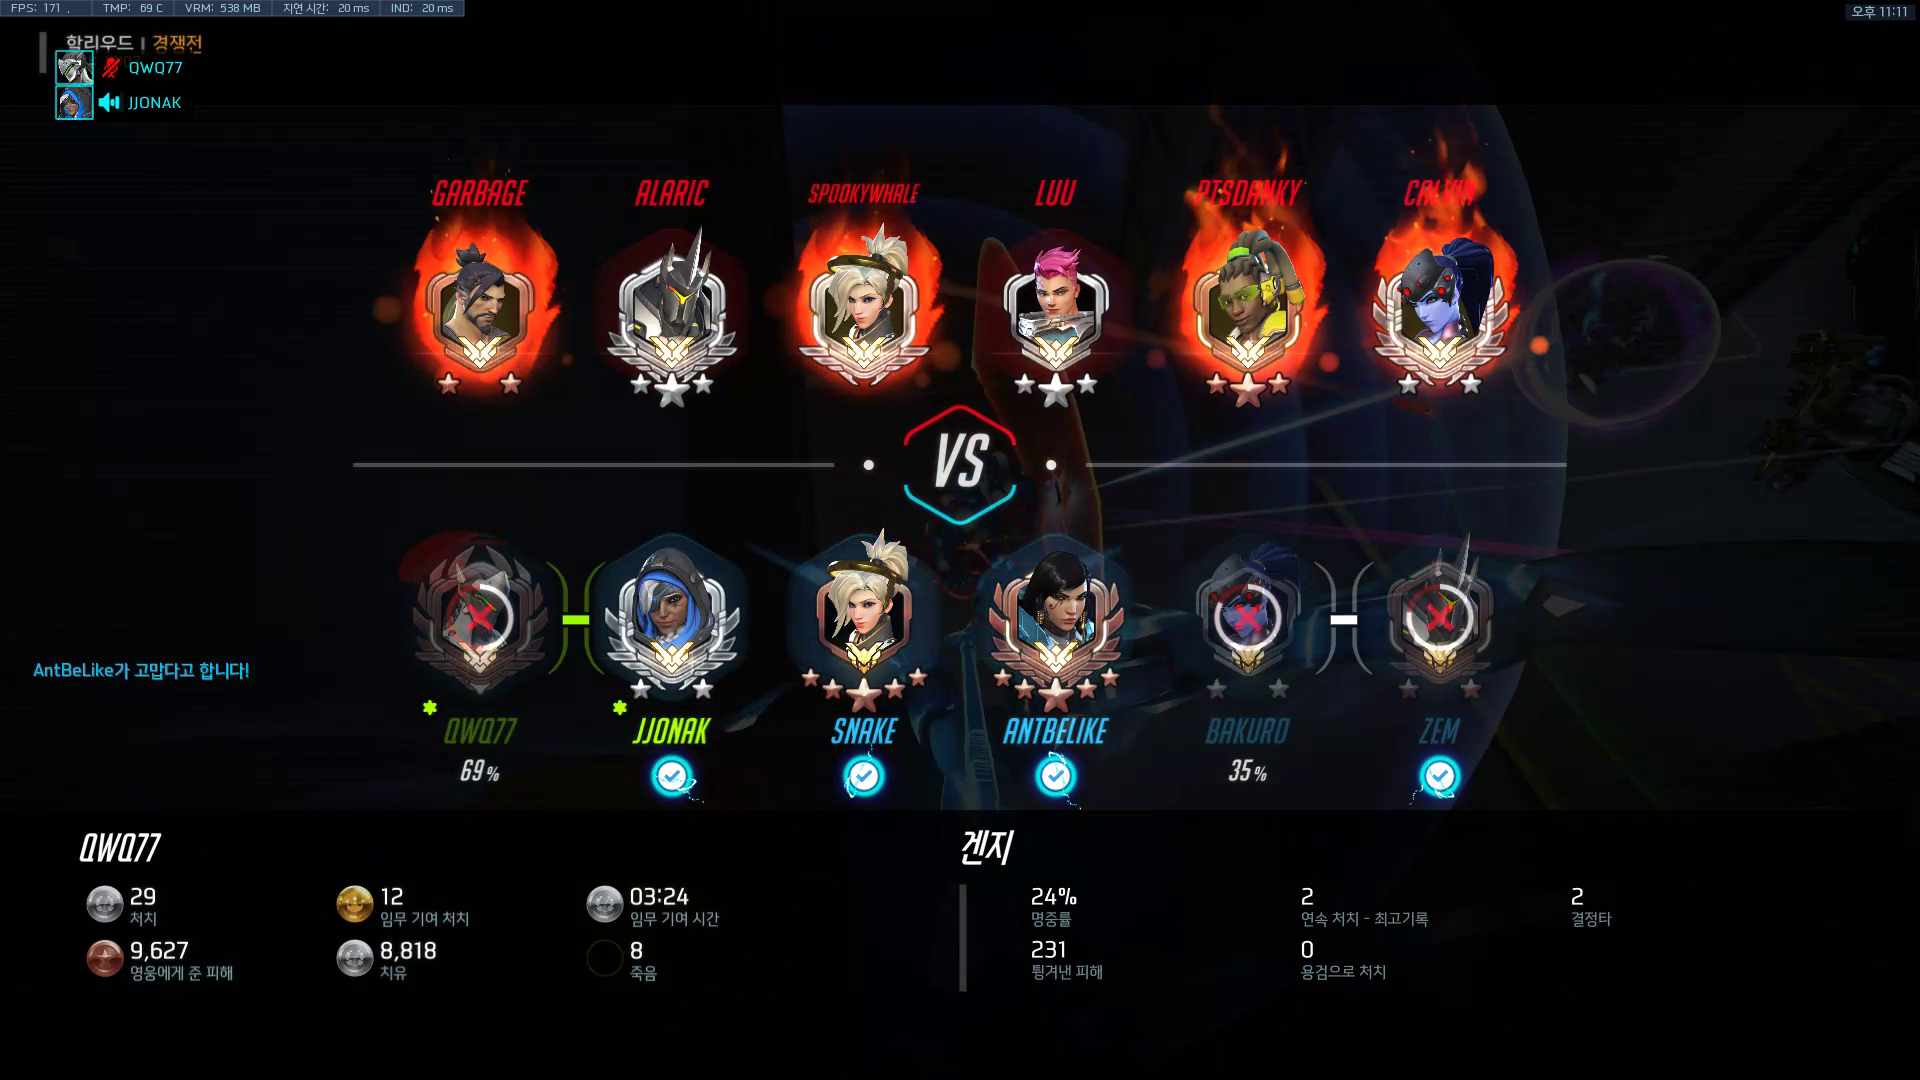 FPS: 171 TMP: 69 C VRM: 538 MB 지연 시간: 20 ms IND: 20 ms
오후 11:11
할리우드 | 경쟁전
QWQ77
JJONAK
GARBAGE ALARIC SPOOKYWHALE LUU PTSDANKY CALVIN
VS
AntBeLike가 고맙다고 합니다!
QWQ77 JJONAK SNAKE ANTBELIKE BAKURO ZEM
69% 35%
QWQ77 겐지
29 12 03:24 24% 2 2
처치 임무 기여 처치 임무 기여 시간 명중률 연속 처치 - 최고기록 결정타
9,627 8,818 8 231 0
영웅에게 준 피해 치유 죽음 튕겨낸 피해 용검으로 처치